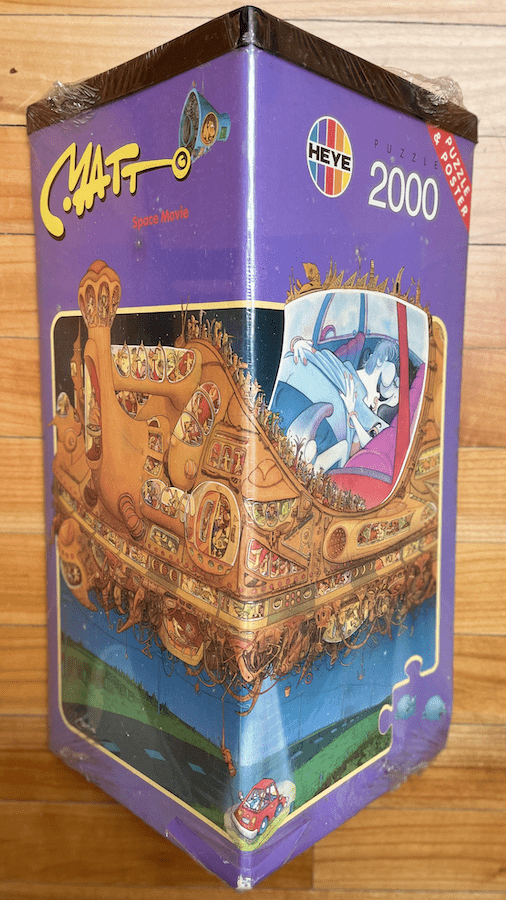 MATT ©
Space Movie
HEYE
PUZZLE
2000
PUZZLE
& POSTER